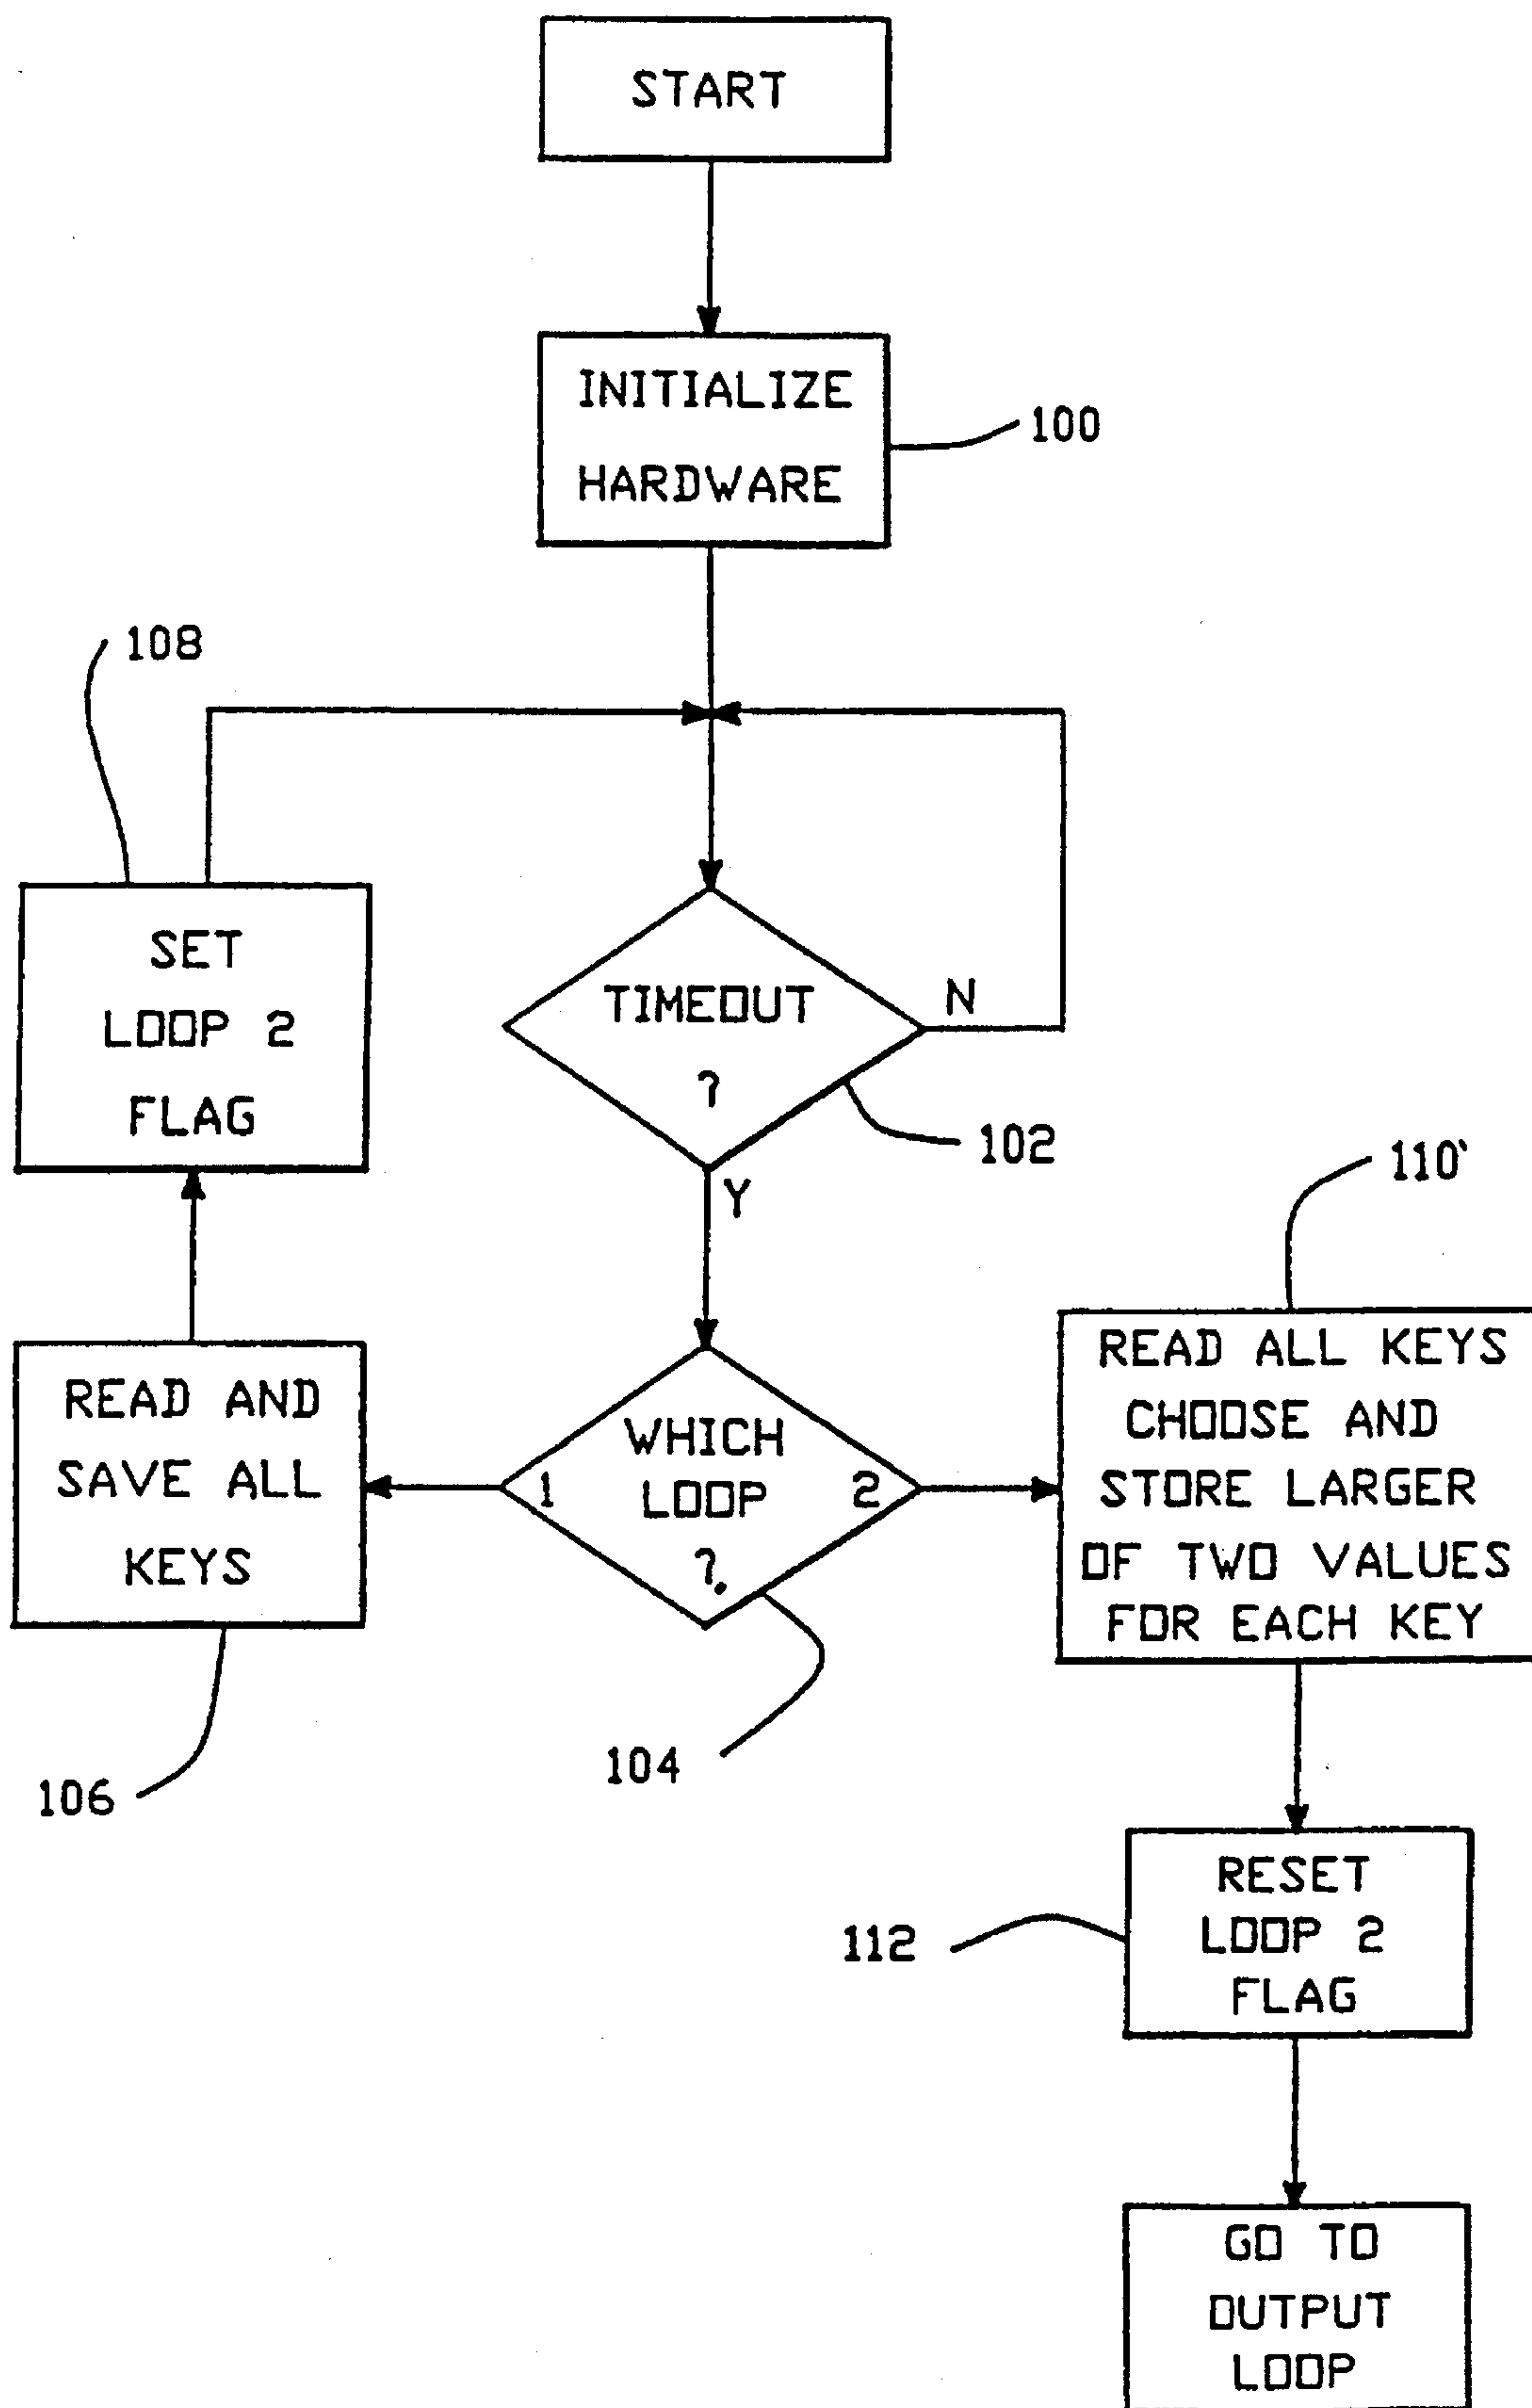 START
INITIALIZE
HARDWARE
100
108
SET
LOOP 2
FLAG
TIMEOUT
?
N
102
Y
110'
READ AND
SAVE ALL
KEYS
WHICH
LOOP
?
1
2
READ ALL KEYS
CHOOSE AND
STORE LARGER
OF TWO VALUES
FOR EACH KEY
106
104
RESET
LOOP 2
FLAG
112
GO TO
OUTPUT
LOOP